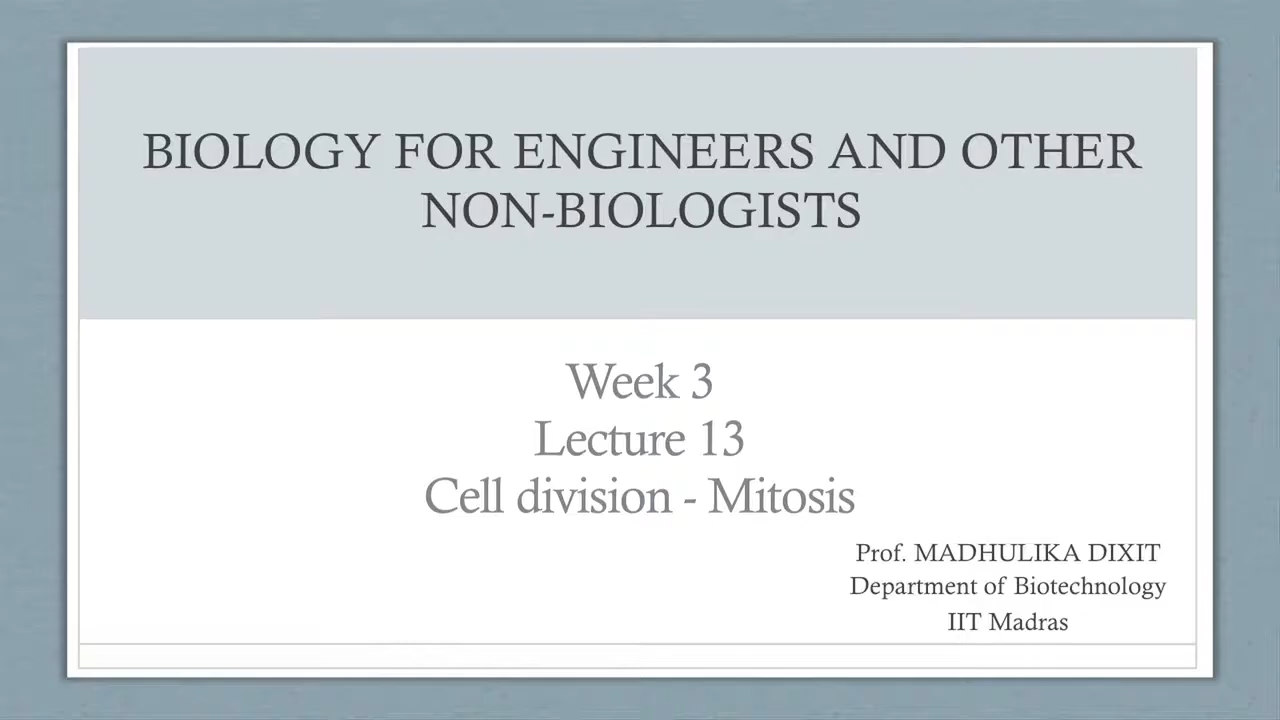 BIOLOGY FOR ENGINEERS AND OTHER
NON-BIOLOGISTS
Week 3
Lecture 13
Cell division - Mitosis
Prof. MADHULIKA DIXIT
Department of Biotechnology
IIT Madras